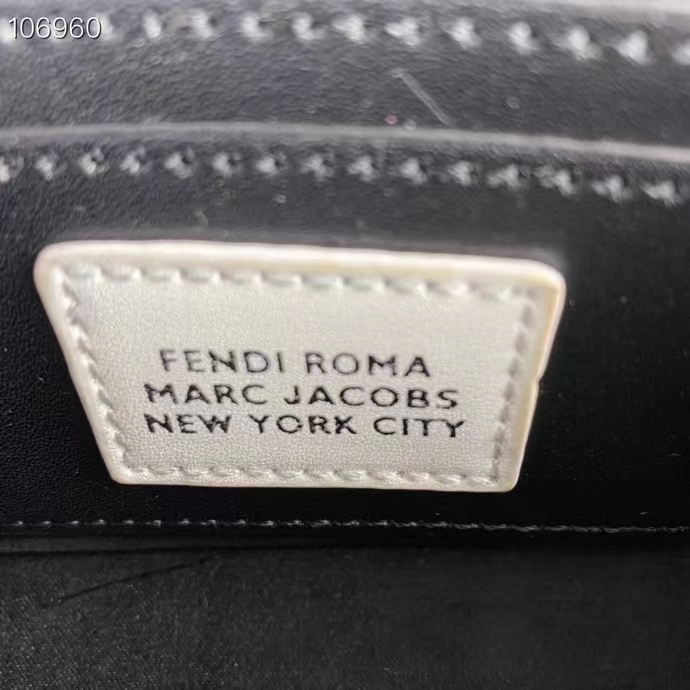 106960
FENDI ROMA
MARC JACOBS
NEW YORK CITY